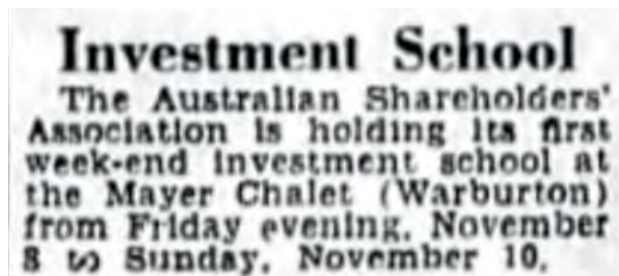 Investment School
The Australian Shareholders'
Association is holding its first
week-end investment school at
the Mayer Chalet (Warburton)
from Friday evening, November
8 to Sunday, November 10.